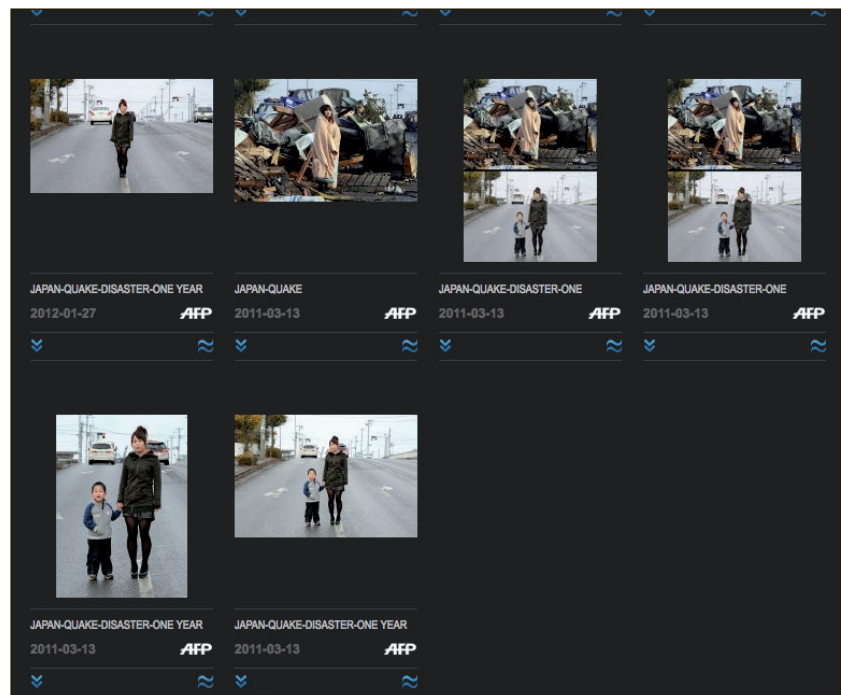 JAPAN-QUAKE-DISASTER-ONE YEAR
2012-01-27 AFP
JAPAN-QUAKE
2011-03-13 AFP
JAPAN-QUAKE-DISASTER-ONE
2011-03-13 AFP
JAPAN-QUAKE-DISASTER-ONE
2011-03-13 AFP
JAPAN-QUAKE-DISASTER-ONE YEAR
2011-03-13 AFP
JAPAN-QUAKE-DISASTER-ONE YEAR
2011-03-13 AFP